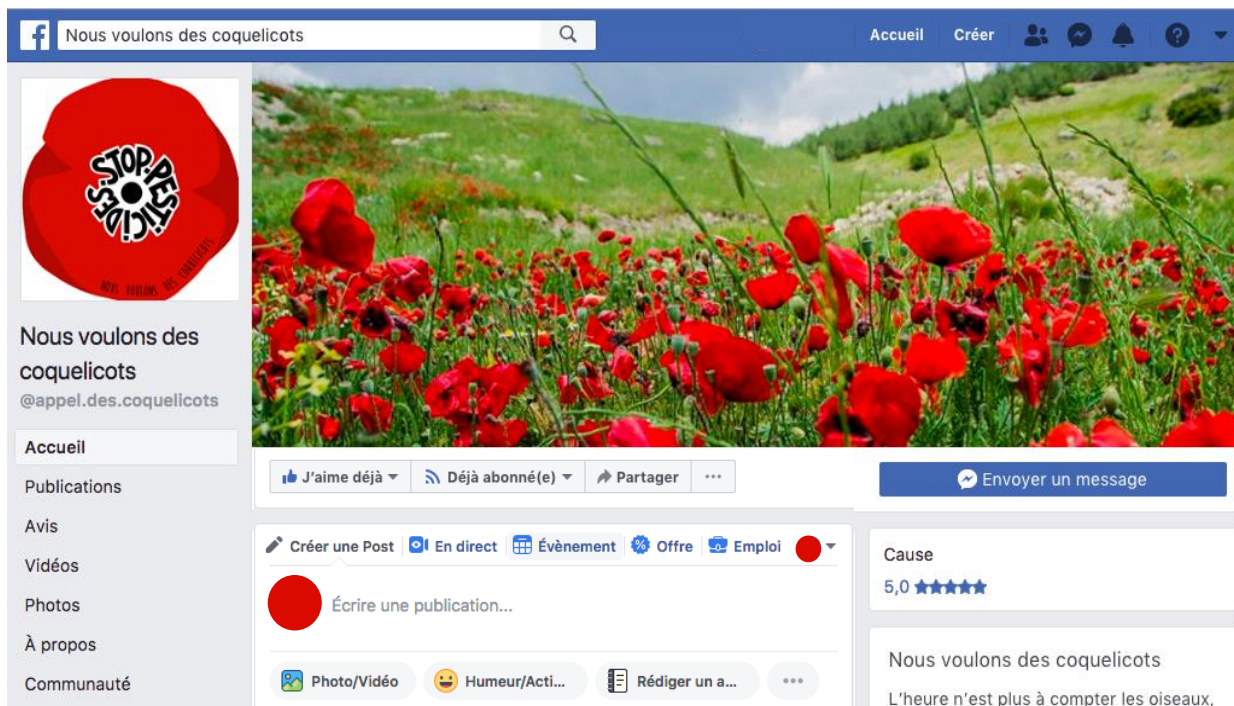 Nous voulons des coquelicots
Accueil Créer
STOP-PESTICIDES.
NOUS VOULONS DES COQUELICOTS
Nous voulons des
coquelicots
@appel.des.coquelicots
Accueil
Publications
Avis
Vidéos
Photos
À propos
Communauté
J'aime déjà Déjà abonné(e) Partager ...
Envoyer un message
Créer une Post En direct Évènement Offre Emploi
Écrire une publication...
Photo/Vidéo Humeur/Acti... Rédiger un a... ...
Cause
5,0
Nous voulons des coquelicots
L'heure n'est plus à compter les oiseaux,